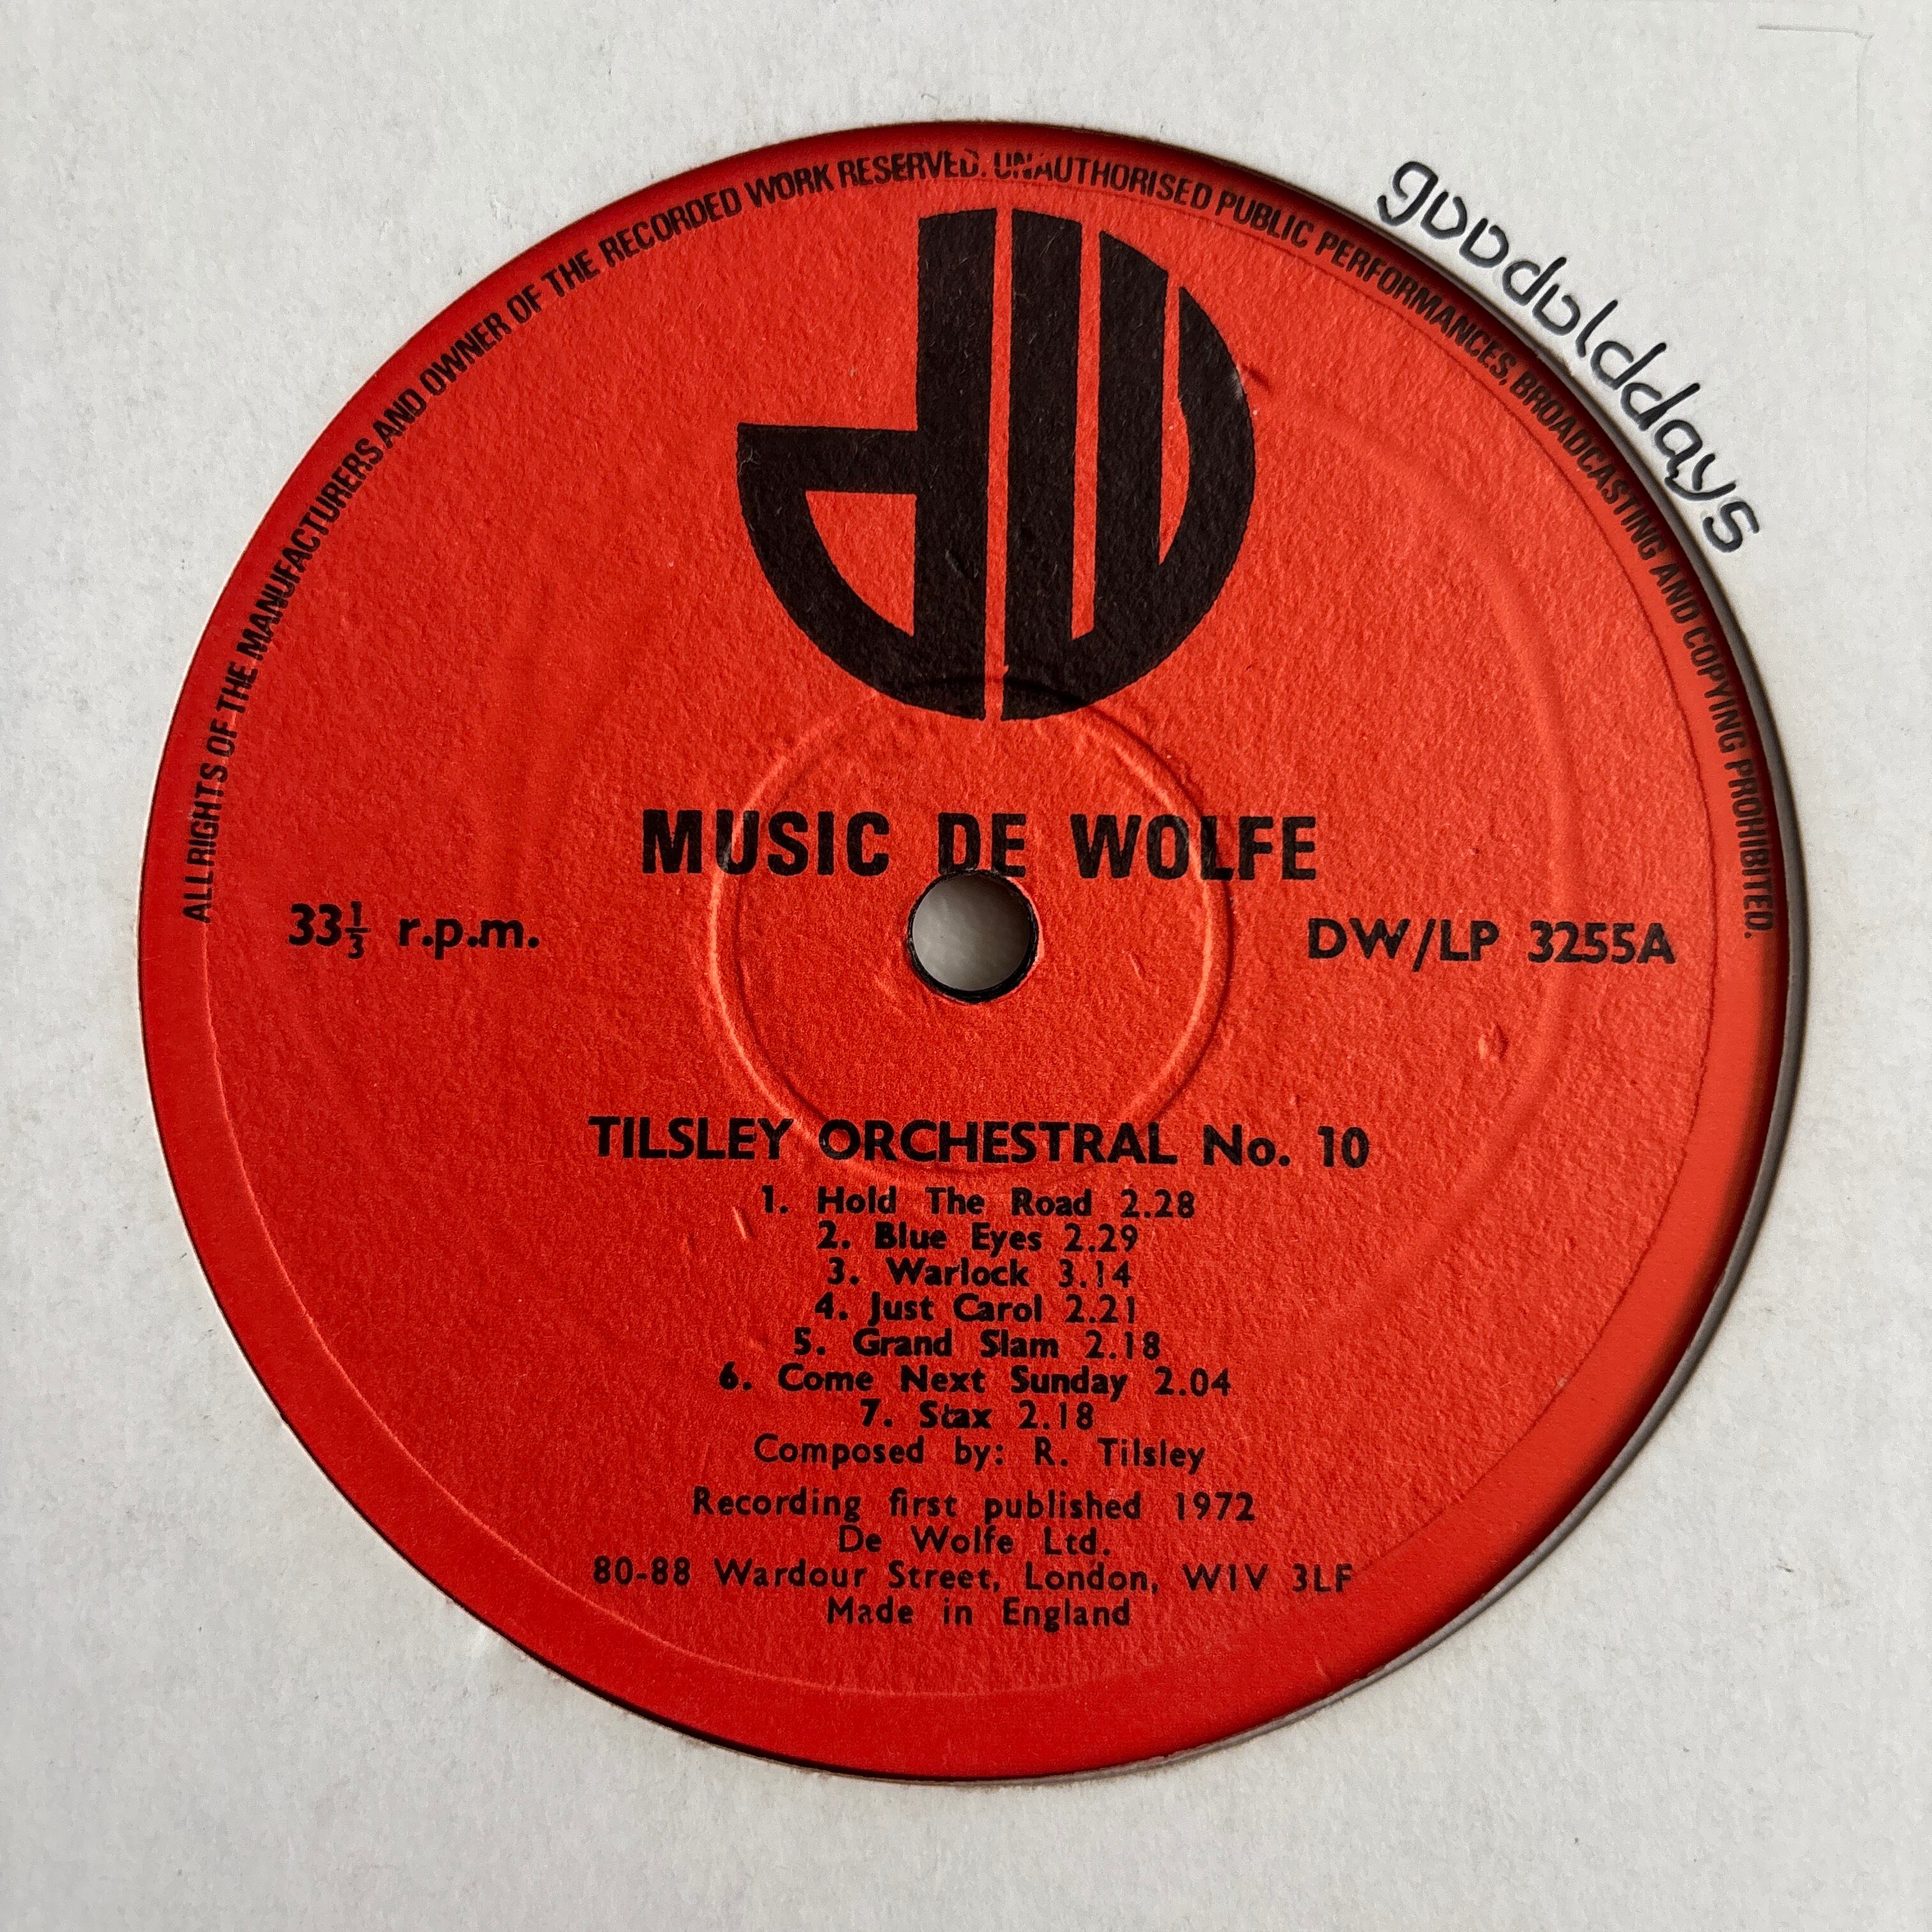 ALL RIGHTS OF THE MANUFACTURERS AND OWNER OF THE RECORDED WORK RESERVED. UNAUTHORISED PUBLIC PERFORMANCES, BROADCASTING AND COPYING PROHIBITED.
goodolddays
dw
MUSIC DE WOLFE
33⅓ r.p.m.
DW/LP 3255A
TILSLEY ORCHESTRAL No. 10
1. Hold The Road 2.28
2. Blue Eyes 2.29
3. Warlock 3.14
4. Just Carol 2.21
5. Grand Slam 2.18
6. Come Next Sunday 2.04
7. Stax 2.18
Composed by: R. Tilsley
Recording first published 1972
De Wolfe Ltd.
80-88 Wardour Street, London, W1V 3LF
Made in England